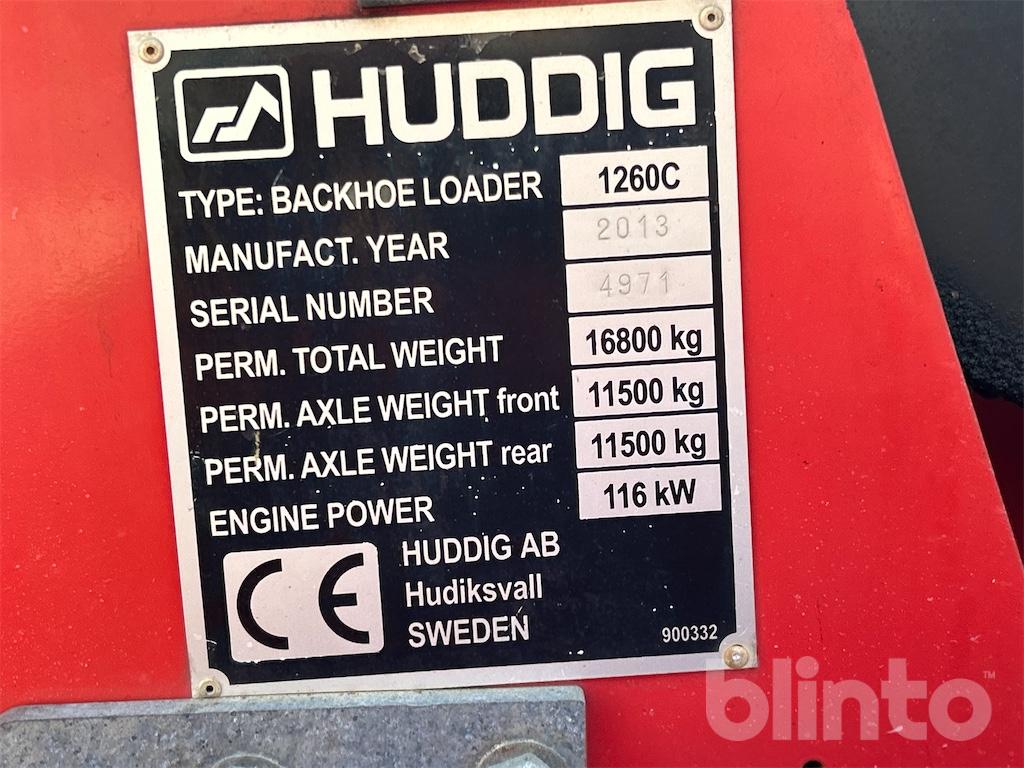 HUDDIG
TYPE: BACKHOE LOADER 1260C
MANUFACT. YEAR 2013
SERIAL NUMBER 4971
PERM. TOTAL WEIGHT 16800 kg
PERM. AXLE WEIGHT front 11500 kg
PERM. AXLE WEIGHT rear 11500 kg
ENGINE POWER 116 kW
CE
HUDDIG AB
Hudiksvall
SWEDEN
900332
blinto™